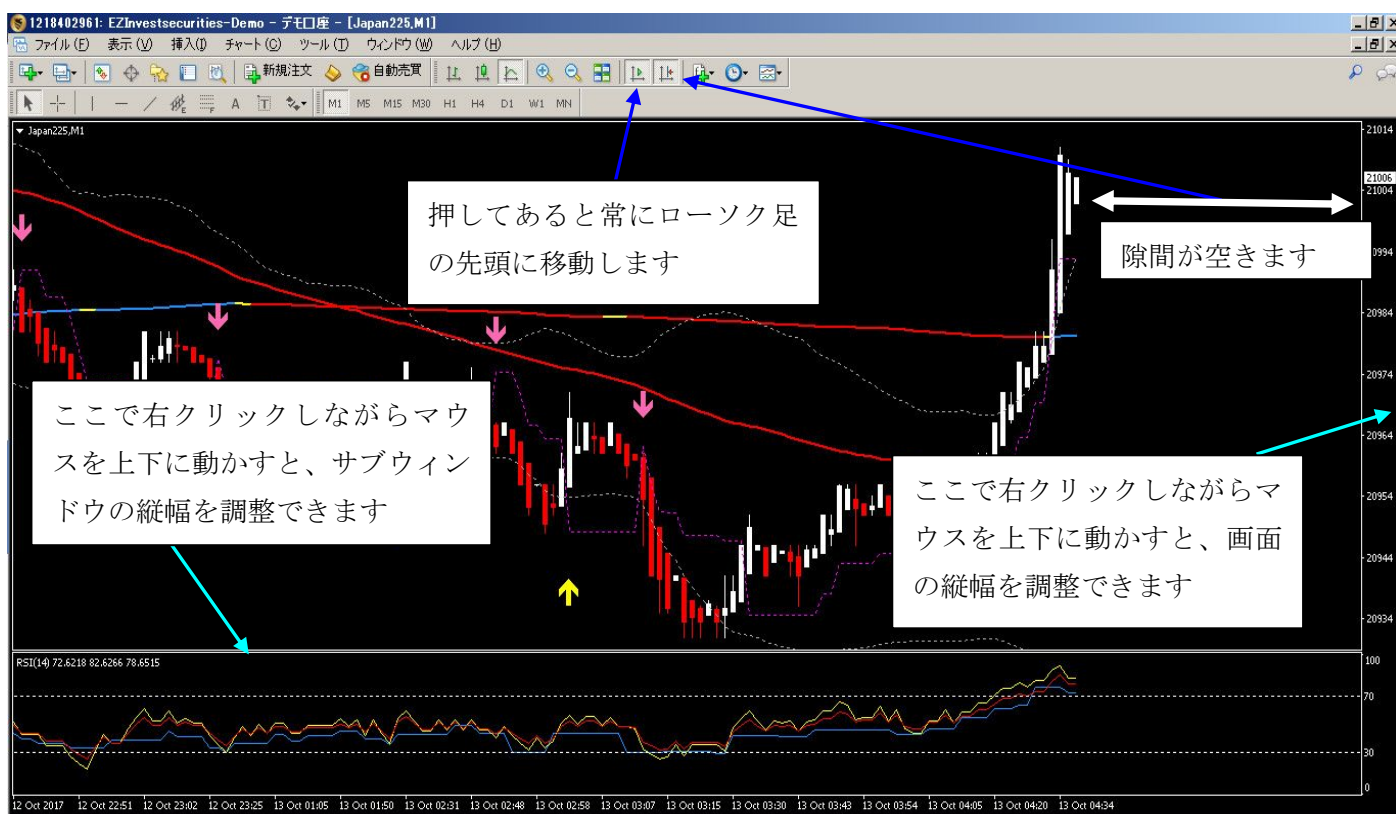 1218402961: EZInvestsecurities-Demo - デモ口座 - [Japan225,M1]
ファイル (F) 表示 (V) 挿入(I) チャート (C) ツール (T) ウィンドウ (W) ヘルプ (H)
新規注文 自動売買
E F A T M1 M5 M15 M30 H1 H4 D1 W1 MN
Japan225,M1
21014
21006
21004
押してあると常にローソク足
の先頭に移動します
隙間が空きます
20994
20984
20974
ここで右クリックしながらマウ
スを上下に動かすと、サブウィン
ドウの縦幅を調整できます
20964
ここで右クリックしながらマ
ウスを上下に動かすと、画面
の縦幅を調整できます
20954
20944
20934
RSI(14) 72.6218 82.6266 78.6515
100
70
30
0
12 Oct 2017 12 Oct 22:51 12 Oct 23:02 12 Oct 23:25 13 Oct 01:05 13 Oct 01:50 13 Oct 02:31 13 Oct 02:48 13 Oct 02:58 13 Oct 03:07 13 Oct 03:15 13 Oct 03:30 13 Oct 03:43 13 Oct 03:54 13 Oct 04:05 13 Oct 04:20 13 Oct 04:34